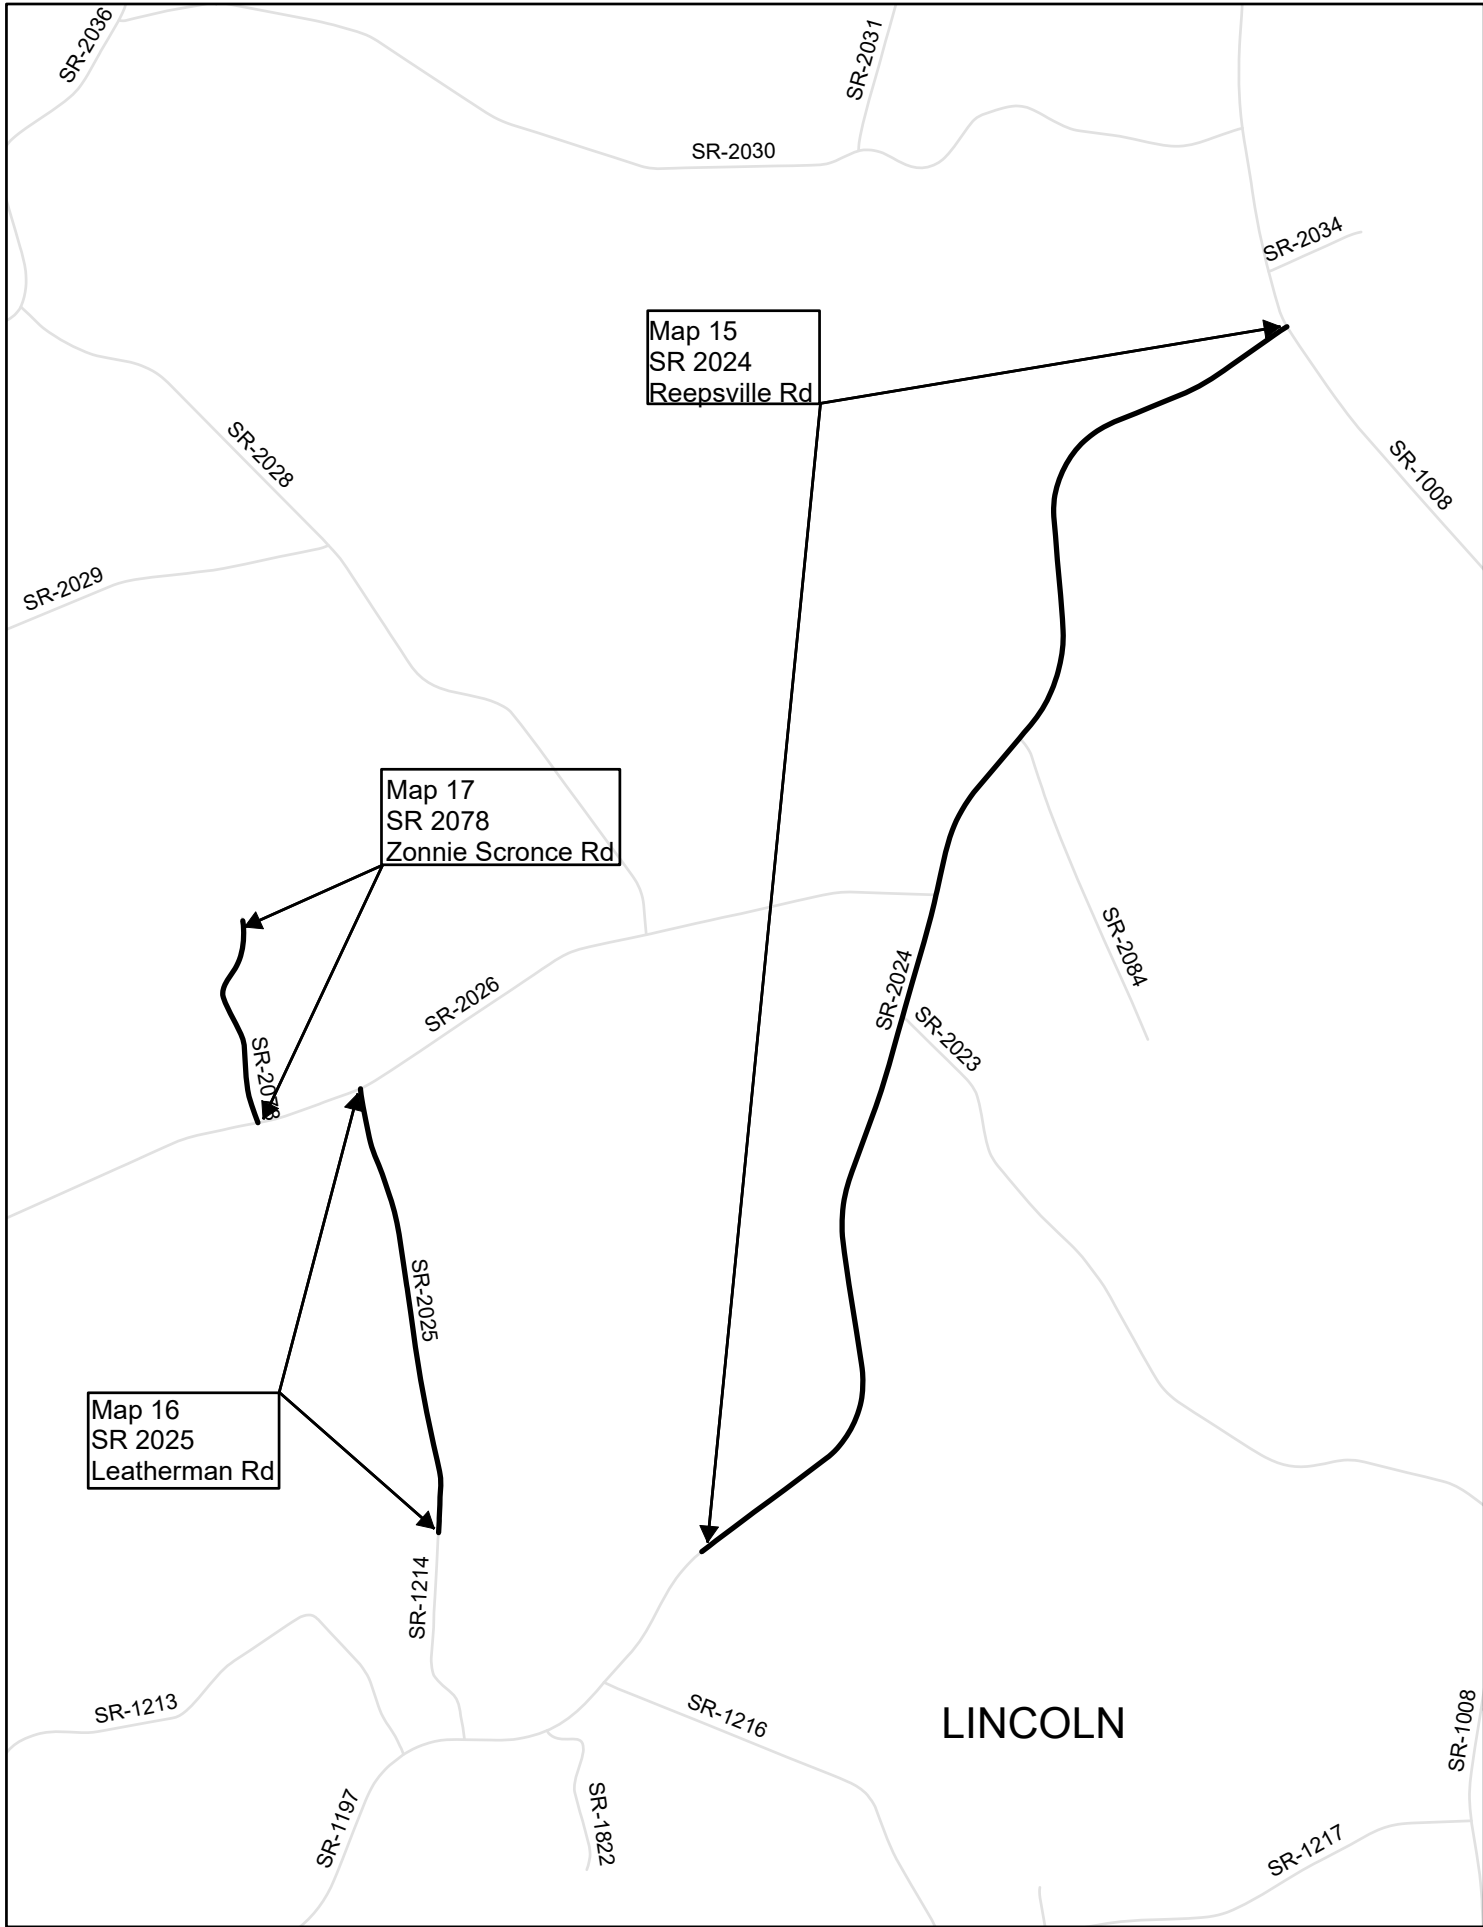 SR-2036
SR-2031
SR-2030
SR-2034
Map 15
SR 2024
Reepsville Rd
SR-2028
SR-1008
SR-2029
Map 17
SR 2078
Zonnie Scronce Rd
SR-2084
SR-2024
SR-2026
SR-2023
SR-2078
SR-2025
Map 16
SR 2025
Leatherman Rd
SR-1214
SR-1213
SR-1216
LINCOLN
SR-1008
SR-1197
SR-1822
SR-1217